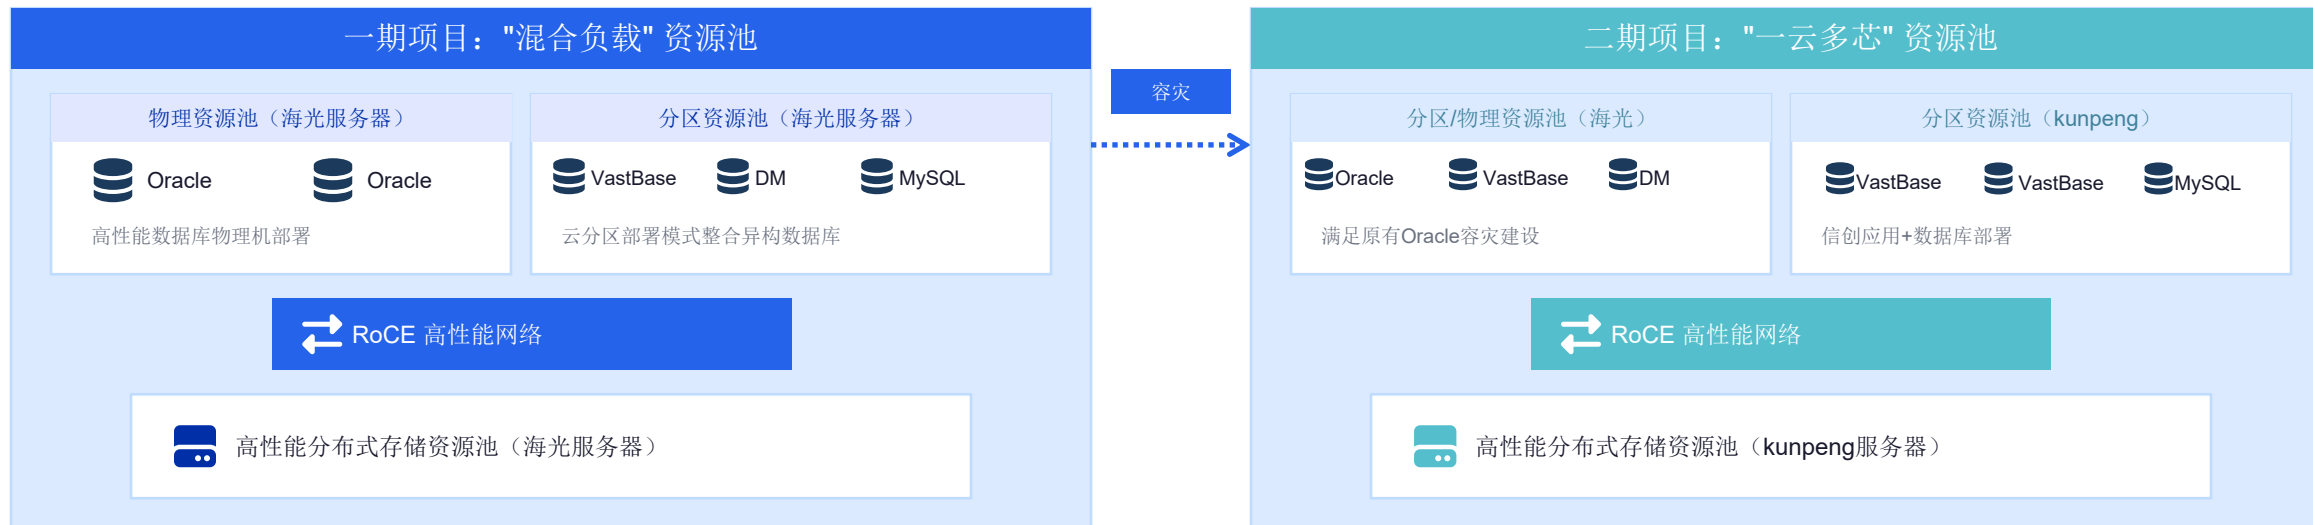 一期项目："混合负载" 资源池
物理资源池（海光服务器）
Oracle
Oracle
高性能数据库物理机部署
分区资源池（海光服务器）
VastBase
DM
MySQL
云分区部署模式整合异构数据库
RoCE 高性能网络
高性能分布式存储资源池（海光服务器）
容灾
二期项目："一云多芯" 资源池
分区/物理资源池（海光）
Oracle
VastBase
DM
满足原有Oracle容灾建设
分区资源池（kunpeng）
VastBase
VastBase
MySQL
信创应用+数据库部署
RoCE 高性能网络
高性能分布式存储资源池（kunpeng服务器）